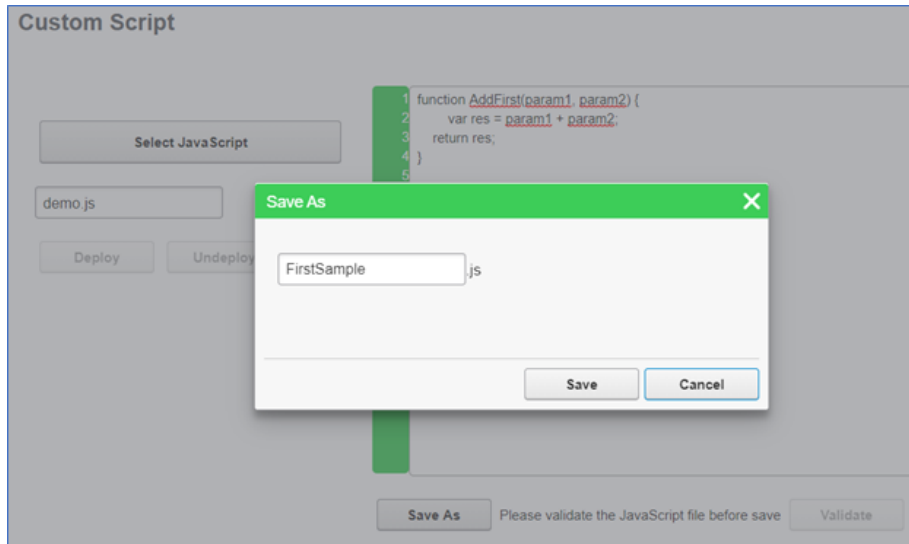 Custom Script
Select JavaScript
demo.js
Deploy
Undeploy
1 function AddFirst(param1, param2) {
2 var res = param1 + param2;
3 return res;
4 }
5
Save As
FirstSample .js
Save Cancel
Save As Please validate the JavaScript file before save Validate